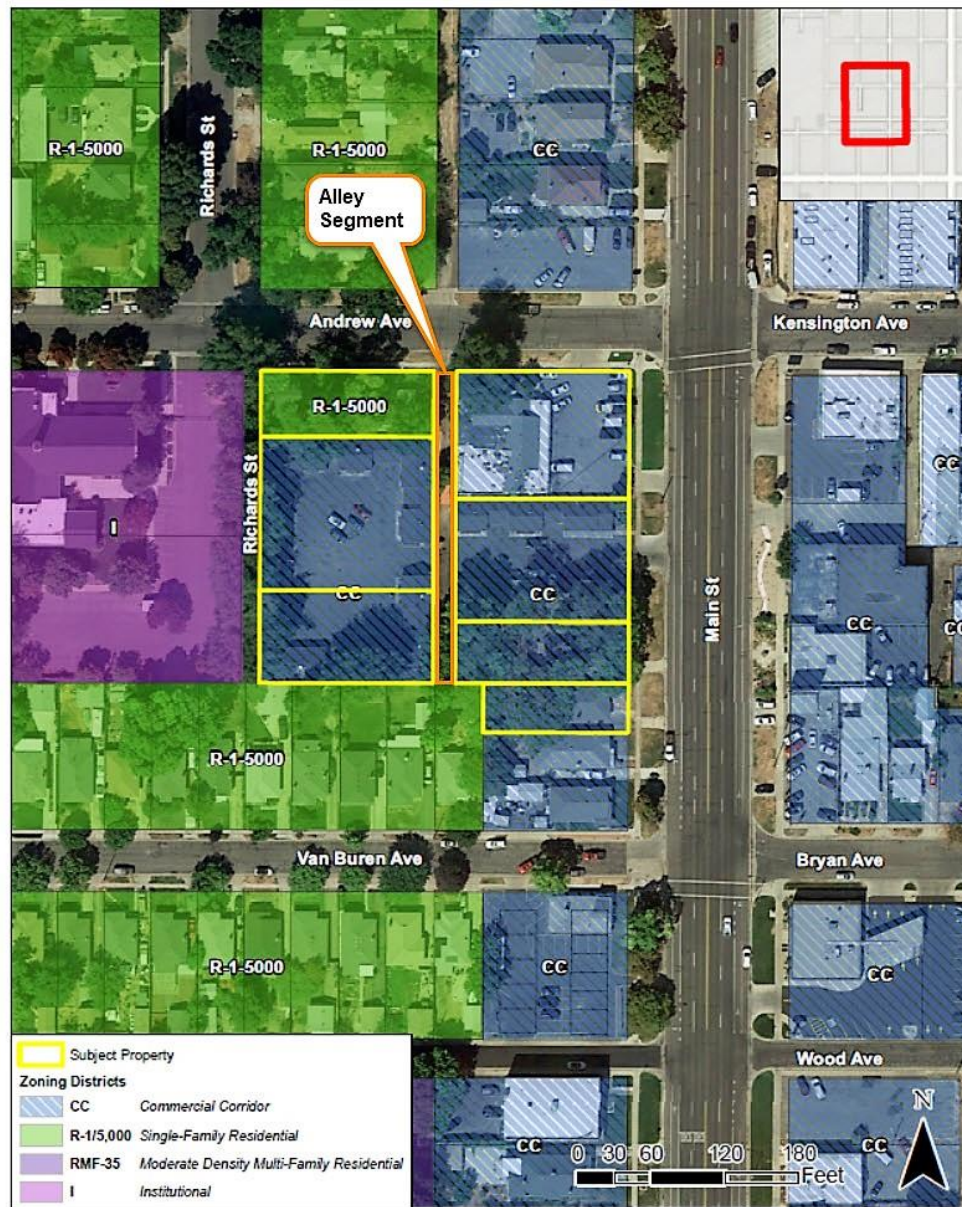 R-1-5000
Richards St
R-1-5000
CC
Alley
Segment
Andrew Ave
Kensington Ave
R-1-5000
Richards St
I
CC
CC
Main St
CC
CC
CC
R-1-5000
Van Buren Ave
Bryan Ave
R-1-5000
CC
CC
Wood Ave
CC
CC
Subject Property
Zoning Districts
CC Commercial Corridor
R-1/5,000 Single-Family Residential
RMF-35 Moderate Density Multi-Family Residential
I Institutional
0 30 60 120 180
Feet
N